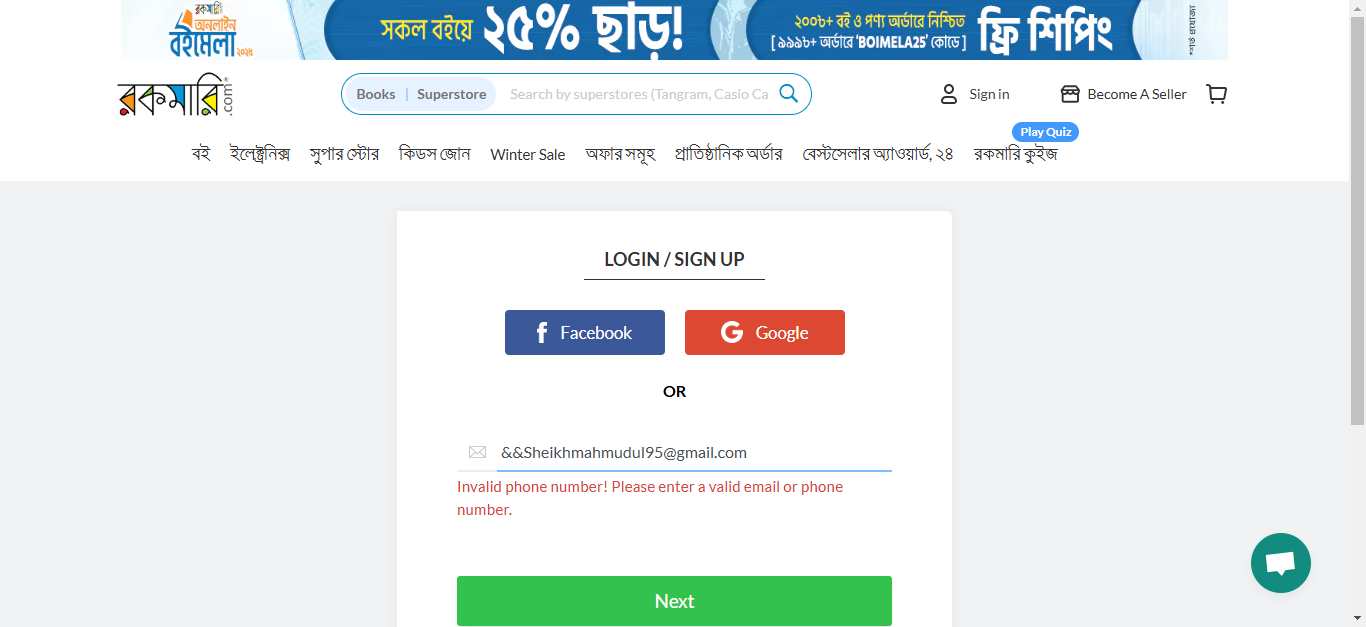 রকমারি
অনলাইন
বইমেলা ২০২৫
সকল বইয়ে ২৫% ছাড়!
২০০৮+ বই ও পণ্য অর্ডারে নিশ্চিত
[ ১৯৯৮+ অর্ডারে 'BOIMELA25' কোডে ]
ফ্রি শিপিং
*শর্ত প্রযোজ্য
রকমারি.com
Books | Superstore
Search by superstores (Tangram, Casio Ca
Sign in
Become A Seller
Play Quiz
বই ইলেক্ট্রনিক্স সুপার স্টোর কিডস জোন Winter Sale অফার সমূহ প্রাতিষ্ঠানিক অর্ডার বেস্টসেলার অ্যাওয়ার্ড, ২৪ রকমারি কুইজ
LOGIN / SIGN UP
Facebook
Google
OR
&&Sheikhmahmudul95@gmail.com
Invalid phone number! Please enter a valid email or phone
number.
Next